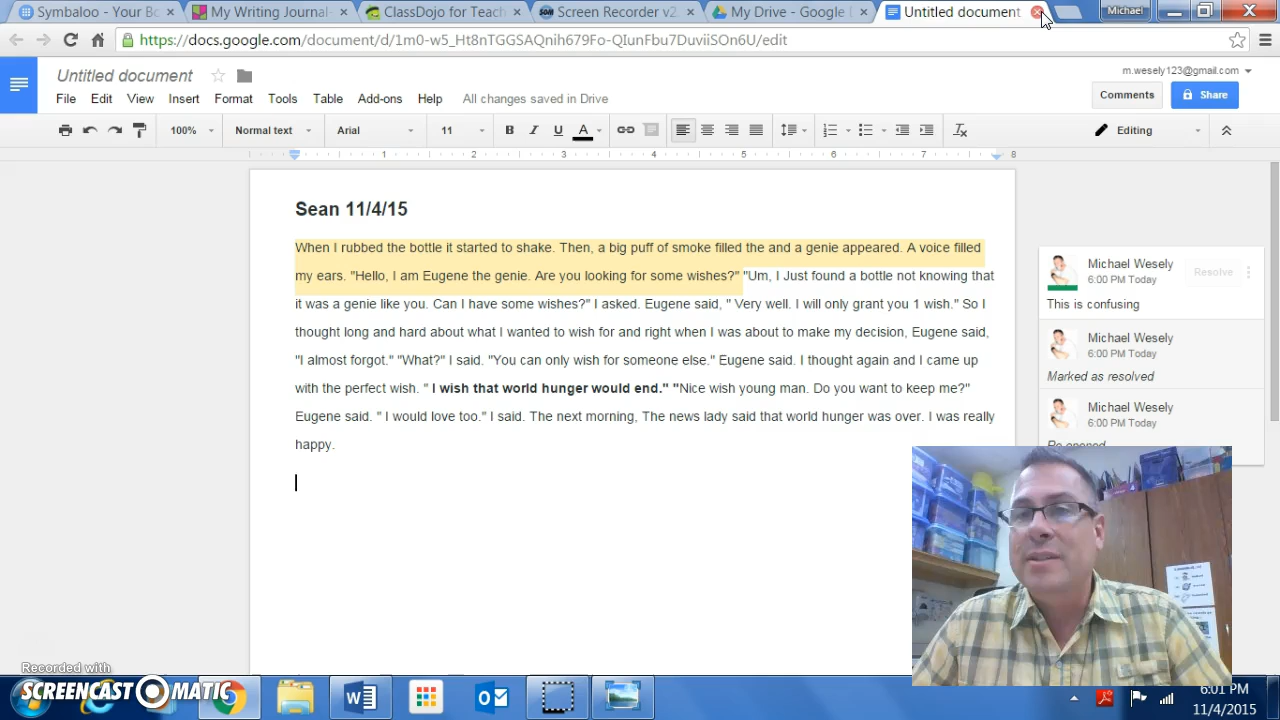 Symbaloo - Your Bo
My Writing Journal-
ClassDojo for Teach
Screen Recorder v2
My Drive - Google D
Untitled document
Michael
https://docs.google.com/document/d/1m0-w5_Ht8nTGGSAQnih679Fo-QIunFbu7DuviiSOn6U/edit
Untitled document
m.wesely123@gmail.com
File Edit View Insert Format Tools Table Add-ons Help All changes saved in Drive
Comments
Share
100% Normal text Arial 11 B I U A Editing
1 2 3 4 5 6 7 8
Sean 11/4/15
When I rubbed the bottle it started to shake. Then, a big puff of smoke filled the and a genie appeared. A voice filled
my ears. "Hello, I am Eugene the genie. Are you looking for some wishes?" "Um, I Just found a bottle not knowing that
it was a genie like you. Can I have some wishes?" I asked. Eugene said, " Very well. I will only grant you 1 wish." So I
thought long and hard about what I wanted to wish for and right when I was about to make my decision, Eugene said,
"I almost forgot." "What?" I said. "You can only wish for someone else." Eugene said. I thought again and I came up
with the perfect wish. " I wish that world hunger would end." "Nice wish young man. Do you want to keep me?"
Eugene said. " I would love too." I said. The next morning, The news lady said that world hunger was over. I was really
happy.
Michael Wesely
Resolve
6:00 PM Today
This is confusing
Michael Wesely
6:00 PM Today
Marked as resolved
Michael Wesely
6:00 PM Today
Re-opened
Recorded with
SCREENCAST O MATIC
6:01 PM
11/4/2015